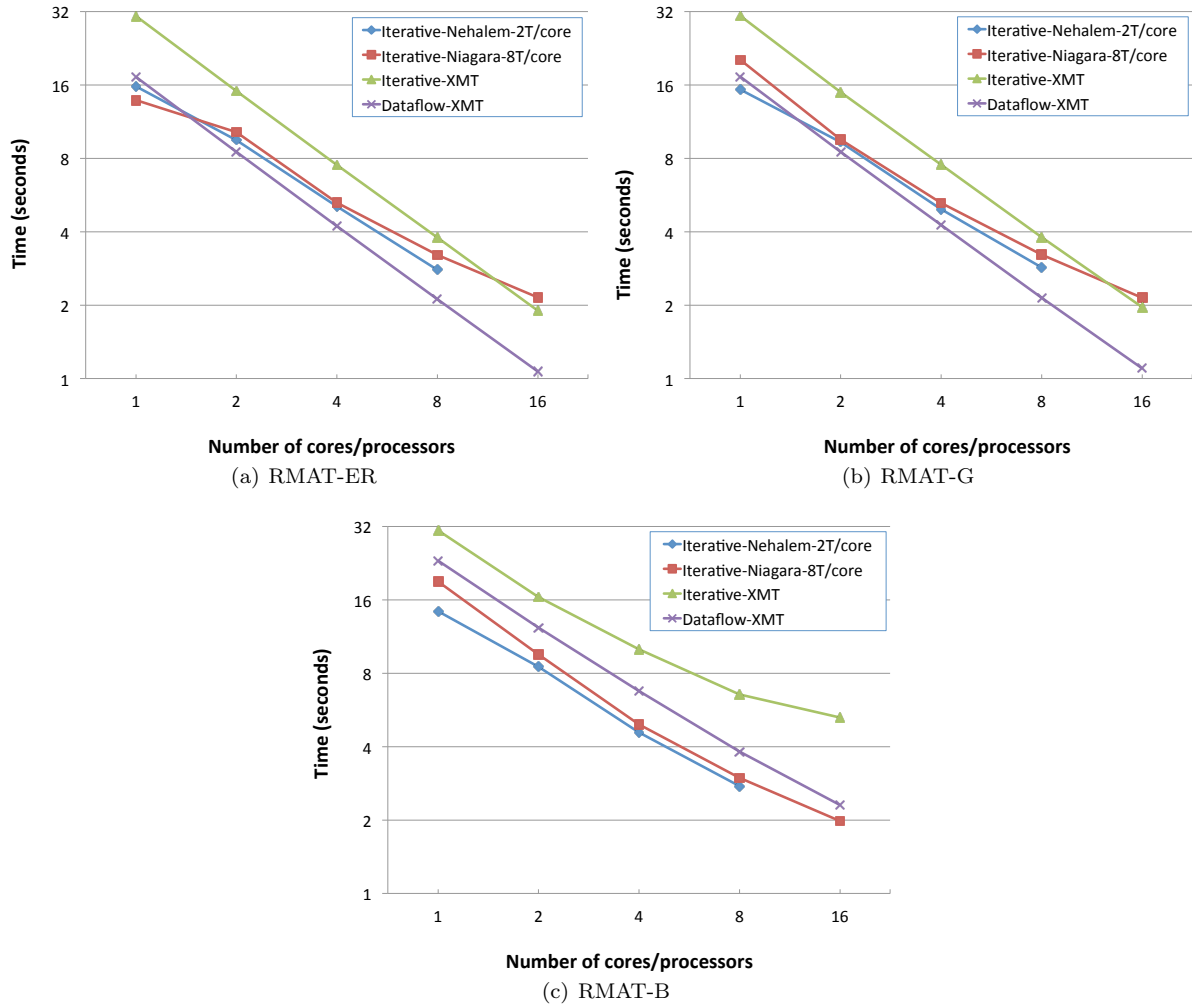 32
16
8
4
2
1
Time (seconds)
Iterative-Nehalem-2T/core
Iterative-Niagara-8T/core
Iterative-XMT
Dataflow-XMT
1 2 4 8 16
Number of cores/processors
(a) RMAT-ER
32
16
8
4
2
1
Time (seconds)
Iterative-Nehalem-2T/core
Iterative-Niagara-8T/core
Iterative-XMT
Dataflow-XMT
1 2 4 8 16
Number of cores/processors
(b) RMAT-G
32
16
8
4
2
1
Time (seconds)
Iterative-Nehalem-2T/core
Iterative-Niagara-8T/core
Iterative-XMT
Dataflow-XMT
1 2 4 8 16
Number of cores/processors
(c) RMAT-B